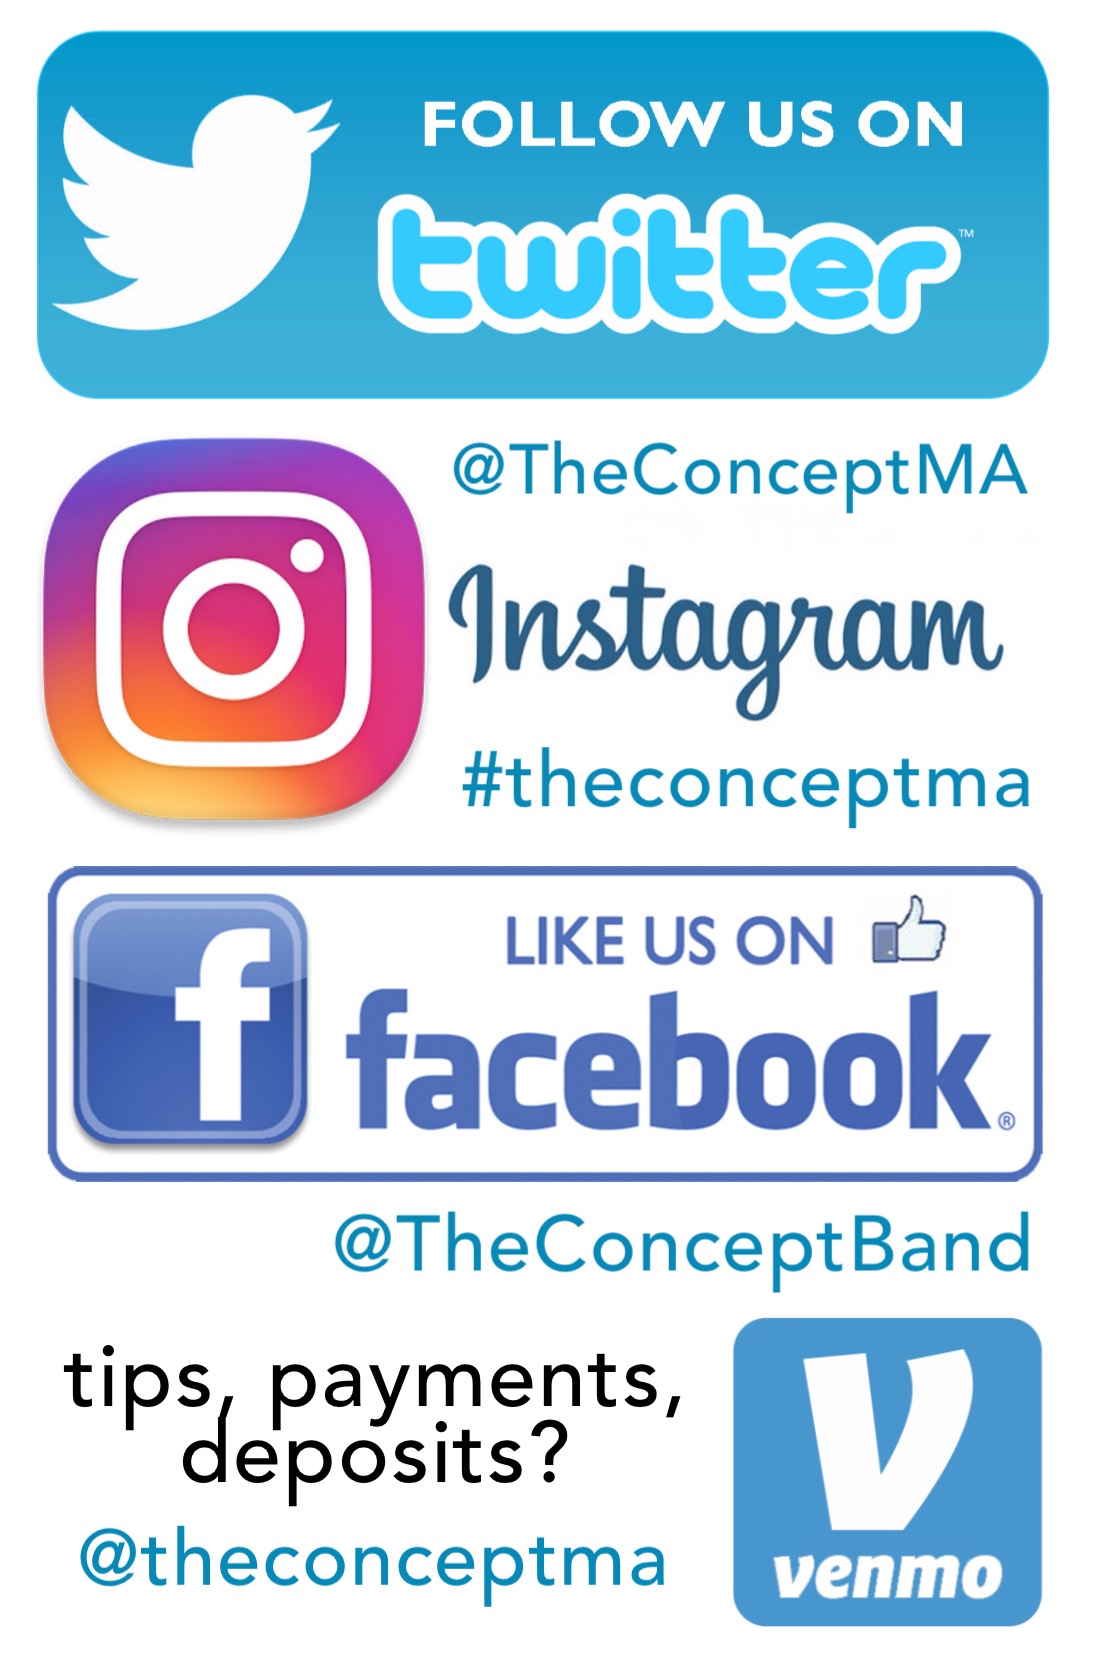 FOLLOW US ON
twitter™
@TheConceptMA
Instagram
#theconceptma
f
LIKE US ON
facebook®
@TheConceptBand
tips, payments,
deposits?
@theconceptma
V
venmo